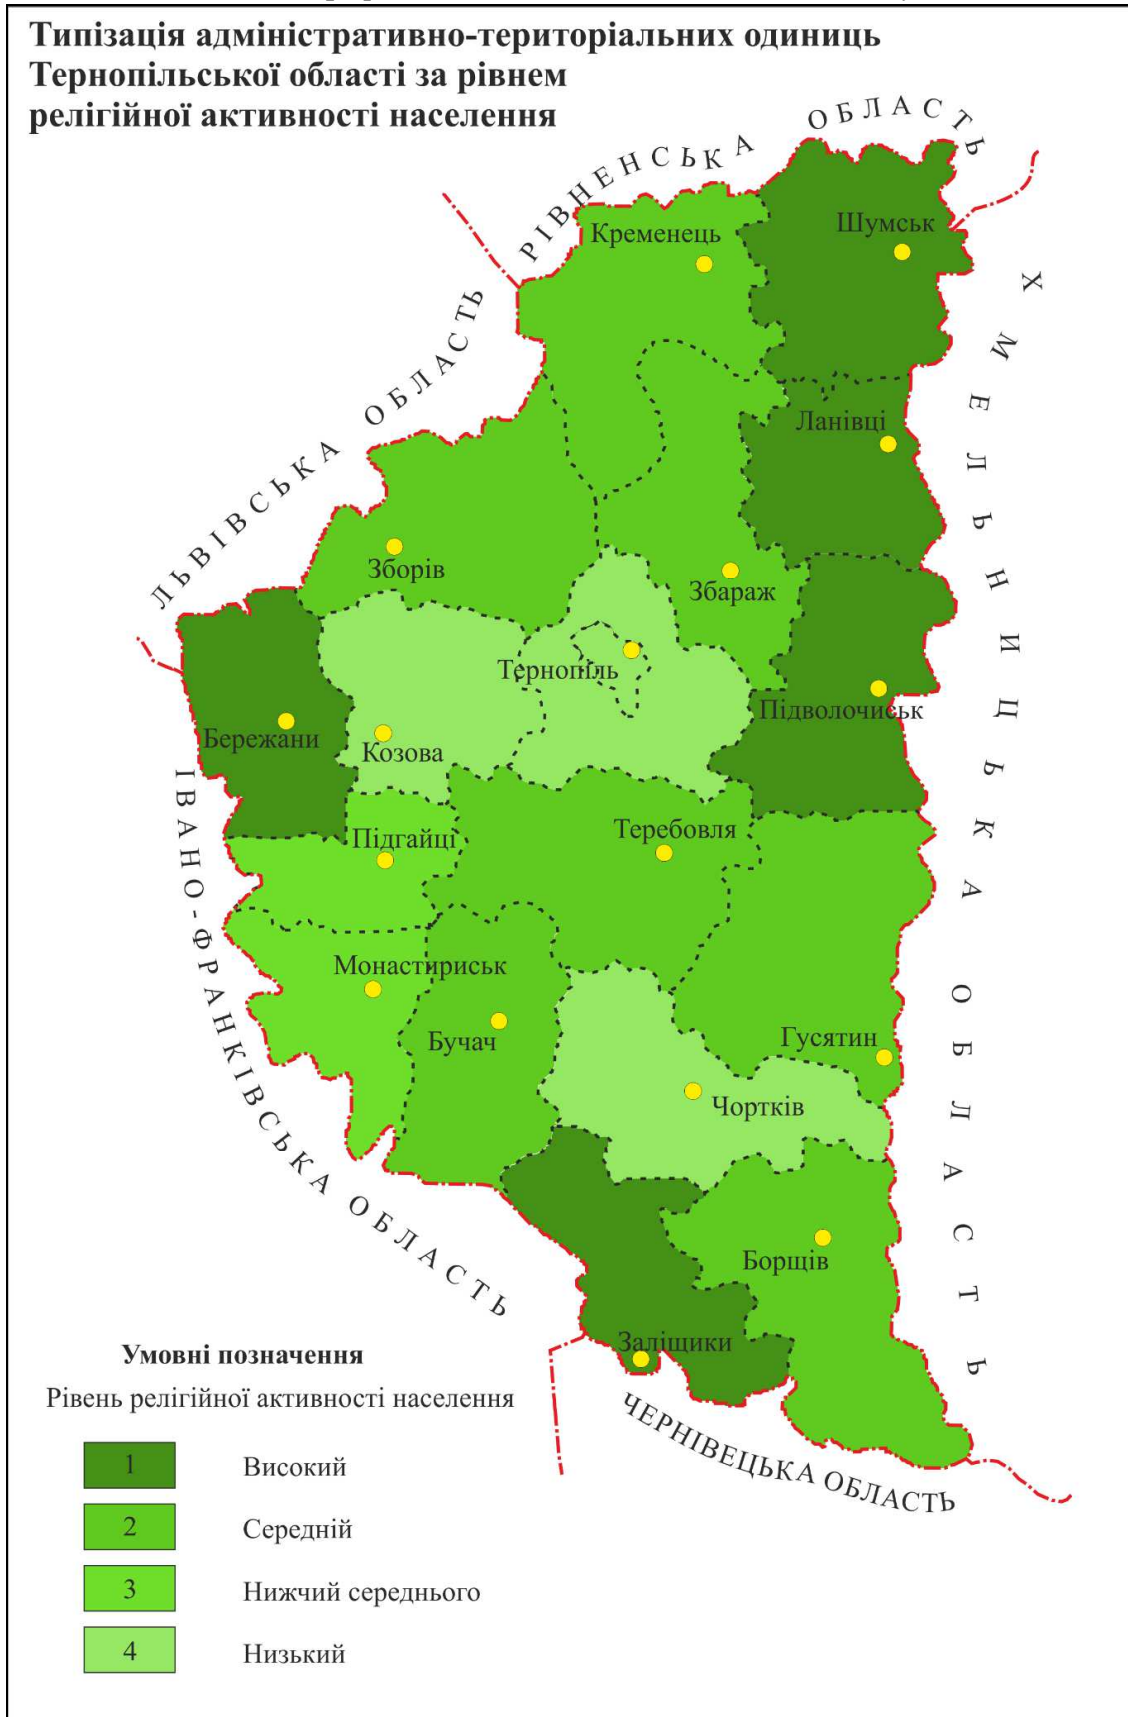 Типізація адміністративно-територіальних одиниць
Тернопільської області за рівнем
релігійної активності населення
РІВНЕНСЬКА ОБЛАСТЬ
ХМЕЛЬНИЦЬКА ОБЛАСТЬ
ЛЬВІВСЬКА ОБЛАСТЬ
ІВАНО-ФРАНКІВСЬКА ОБЛАСТЬ
ЧЕРНІВЕЦЬКА ОБЛАСТЬ
Шумськ
Кременець
Ланівці
Зборів
Збараж
Тернопіль
Підволочиськ
Бережани
Козова
Теребовля
Підгайці
Монастириськ
Бучач
Гусятин
Чортків
Борщів
Заліщики
Умовні позначення
Рівень релігійної активності населення
1 Високий
2 Середній
3 Нижчий середнього
4 Низький